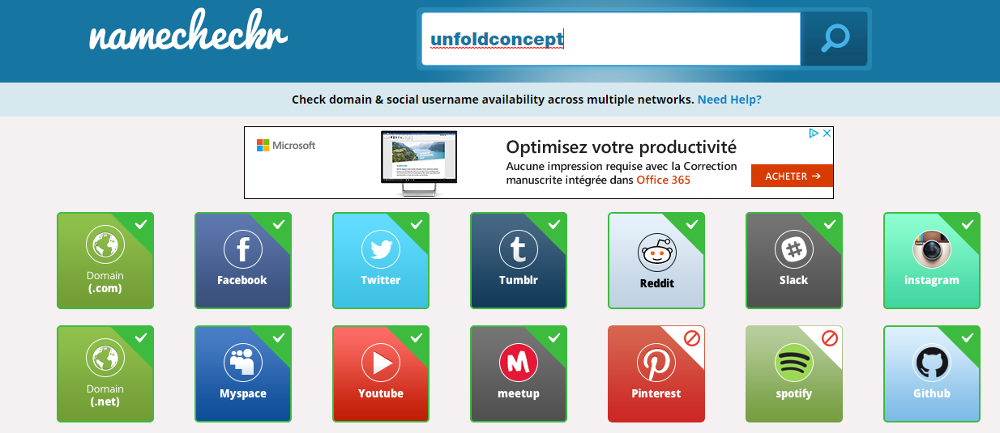 namecheckr
unfoldconcept
Check domain & social username availability across multiple networks. Need Help?
Microsoft
Optimisez votre productivité
Aucune impression requise avec la Correction
manuscrite intégrée dans Office 365
ACHETER →
Domain
(.com)
Facebook
Twitter
Tumblr
Reddit
Slack
instagram
Domain
(.net)
Myspace
Youtube
meetup
Pinterest
spotify
Github